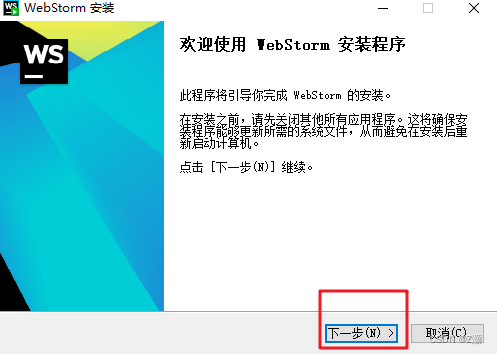 WS WebStorm 安装
WS
欢迎使用 WebStorm 安装程序
此程序将引导你完成 WebStorm 的安装。
在安装之前，请先关闭其他所有应用程序。这将确保安
装程序能够更新所需的系统文件，从而避免在安装后重
新启动计算机。
点击 [下一步(N)] 继续。
下一步(N) >
取消(C)